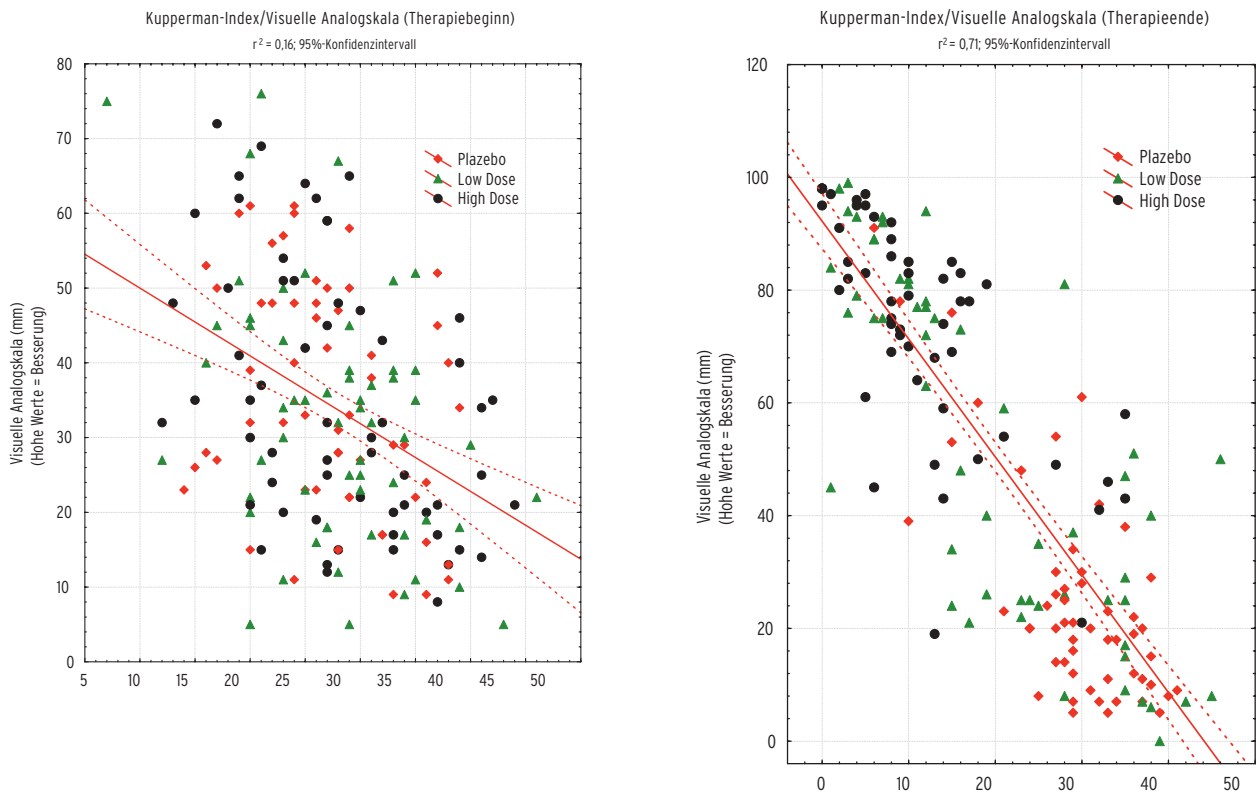 Kupperman-Index/Visuelle Analogskala (Therapiebeginn)
r² = 0,16; 95%-Konfidenzintervall
80
70
60
50
40
30
20
10
0
Visuelle Analogskala (mm)
(Hohe Werte = Besserung)
Plazebo
Low Dose
High Dose
5 10 15 20 25 30 35 40 45 50
Kupperman-Index/Visuelle Analogskala (Therapieende)
r² = 0,71; 95%-Konfidenzintervall
120
100
80
60
40
20
0
Visuelle Analogskala (mm)
(Hohe Werte = Besserung)
Plazebo
Low Dose
High Dose
0 10 20 30 40 50